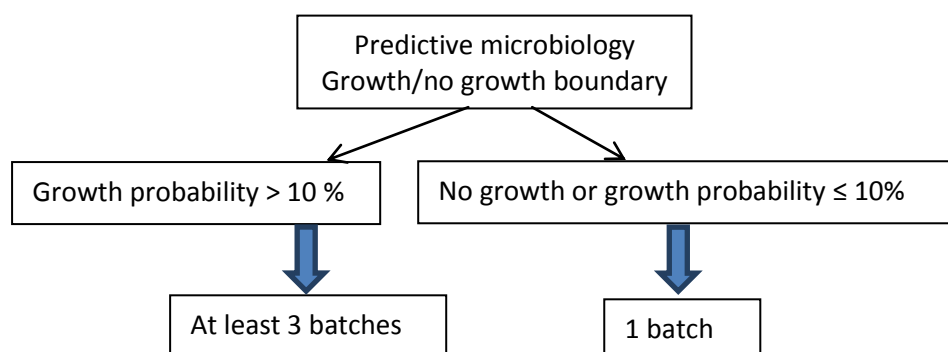 Predictive microbiology
Growth/no growth boundary
Growth probability > 10 %
No growth or growth probability ≤ 10%
At least 3 batches
1 batch